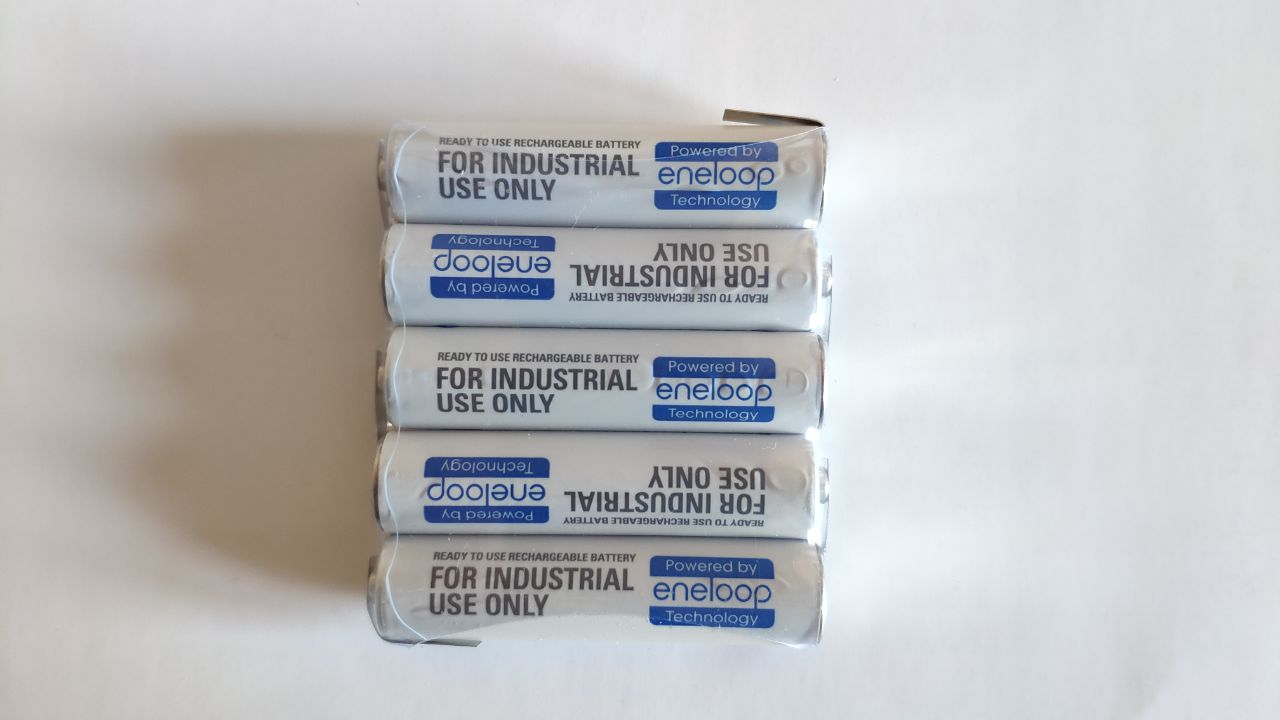 READY TO USE RECHARGEABLE BATTERY
FOR INDUSTRIAL
USE ONLY
Powered by
eneloop
Technology
READY TO USE RECHARGEABLE BATTERY
FOR INDUSTRIAL
USE ONLY
Powered by
eneloop
Technology
READY TO USE RECHARGEABLE BATTERY
FOR INDUSTRIAL
USE ONLY
Powered by
eneloop
Technology
READY TO USE RECHARGEABLE BATTERY
FOR INDUSTRIAL
USE ONLY
Powered by
eneloop
Technology
READY TO USE RECHARGEABLE BATTERY
FOR INDUSTRIAL
USE ONLY
Powered by
eneloop
Technology